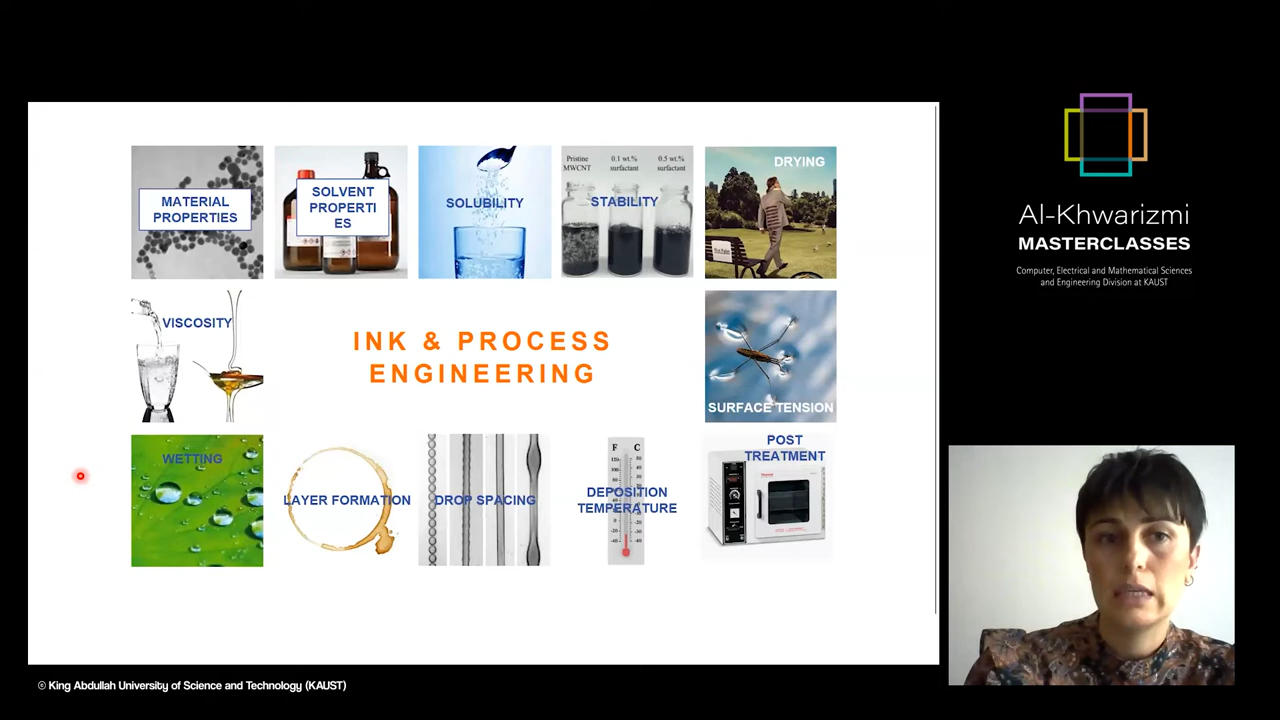 MATERIAL
PROPERTIES
SOLVENT
PROPERTI
ES
SOLUBILITY
Pristine
MWCNT
0.1 wt.%
surfactant
0.5 wt.%
surfactant
STABILITY
DRYING
VISCOSITY
INK & PROCESS
ENGINEERING
SURFACE TENSION
WETTING
LAYER FORMATION
DROP SPACING
F C
DEPOSITION
TEMPERATURE
POST
TREATMENT
Al-Khwarizmi
MASTERCLASSES
Computer, Electrical and Mathematical Sciences
and Engineering Division at KAUST
© King Abdullah University of Science and Technology (KAUST)